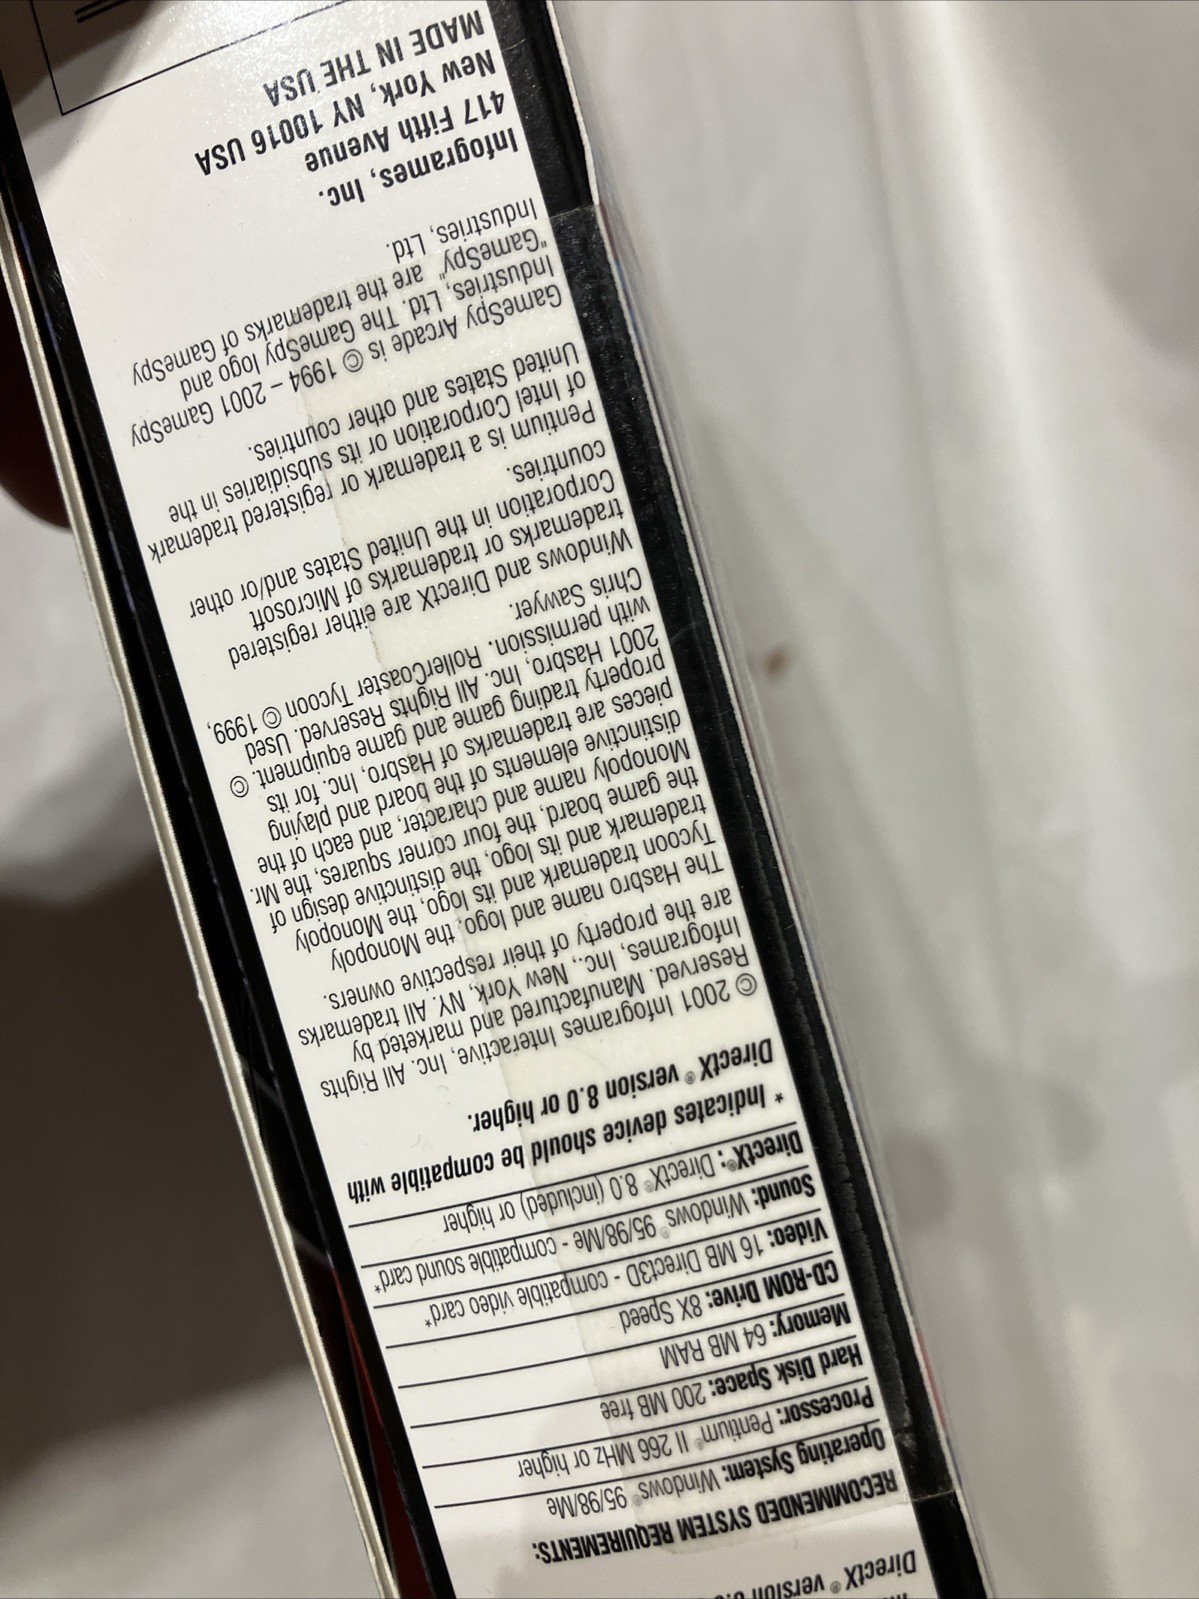 DirectX® version
RECOMMENDED SYSTEM REQUIREMENTS:
Operating System: Windows® 95/98/Me
Processor: Pentium® II 266 MHz or higher
Hard Disk Space: 200 MB free
Memory: 64 MB RAM
CD-ROM Drive: 8X Speed
Video: 16 MB Direct3D - compatible video card*
Sound: Windows® 95/98/Me - compatible sound card*
DirectX®: DirectX® 8.0 (included) or higher
* Indicates device should be compatible with
DirectX® version 8.0 or higher.
© 2001 Infogrames Interactive, Inc. All Rights
Reserved. Manufactured and marketed by
Infogrames, Inc., New York, NY. All trademarks
are the property of their respective owners.
The Hasbro name and logo, the Monopoly
Tycoon trademark and its logo, the Monopoly
trademark and its logo, the distinctive design of
the game board, the four corner squares, the Mr.
Monopoly name and character, and each of the
distinctive elements of the board and playing
pieces are trademarks of Hasbro, Inc. for its
property trading game and game equipment. ©
2001 Hasbro, Inc. All Rights Reserved. Used
with permission. RollerCoaster Tycoon © 1999,
Chris Sawyer.
Windows and DirectX are either registered
trademarks or trademarks of Microsoft
Corporation in the United States and/or other
countries.
Pentium is a trademark or registered trademark
of Intel Corporation or its subsidiaries in the
United States and other countries.
GameSpy Arcade is © 1994 – 2001 GameSpy
Industries, Ltd. The GameSpy logo and
"GameSpy" are the trademarks of GameSpy
Industries, Ltd.
Infogrames, Inc.
417 Fifth Avenue
New York, NY 10016 USA
MADE IN THE USA